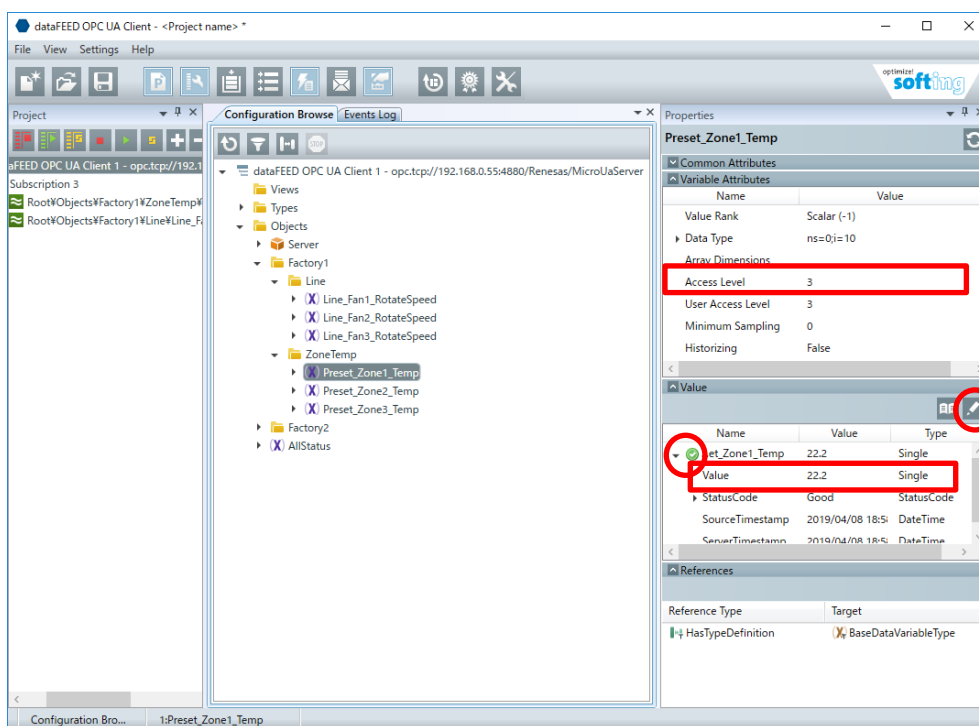 dataFEED OPC UA Client - <Project name> *
File View Settings Help
optimize!
softing
Project
aFEED OPC UA Client 1 - opc.tcp://192.1
Subscription 3
Root¥Objects¥Factory1¥ZoneTemp¥
Root¥Objects¥Factory1¥Line¥Line_F
Configuration Browse Events Log
STOP
dataFEED OPC UA Client 1 - opc.tcp://192.168.0.55:4880/Renesas/MicroUaServer
Views
Types
Objects
Server
Factory1
Line
(X) Line_Fan1_RotateSpeed
(X) Line_Fan2_RotateSpeed
(X) Line_Fan3_RotateSpeed
ZoneTemp
(X) Preset_Zone1_Temp
(X) Preset_Zone2_Temp
(X) Preset_Zone3_Temp
Factory2
(X) AllStatus
Properties
Preset_Zone1_Temp
Common Attributes
Variable Attributes
Name Value
Value Rank Scalar (-1)
Data Type ns=0;i=10
Array Dimensions
Access Level 3
User Access Level 3
Minimum Sampling 0
Historizing False
Value
Name Value Type
et_Zone1_Temp 22.2 Single
Value 22.2 Single
StatusCode Good StatusCode
SourceTimestamp 2019/04/08 18:5 DateTime
ServerTimestamp 2019/04/08 18:5 DateTime
References
Reference Type Target
HasTypeDefinition BaseDataVariableType
Configuration Bro... 1:Preset_Zone1_Temp